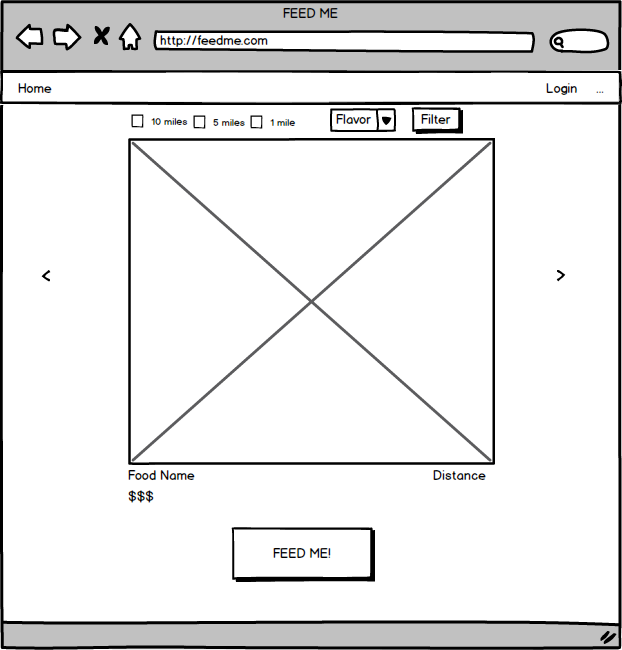 FEED ME
http://feedme.com
Home Login ...
10 miles 5 miles 1 mile Flavor Filter
< >
Food Name Distance
$$$
FEED ME!